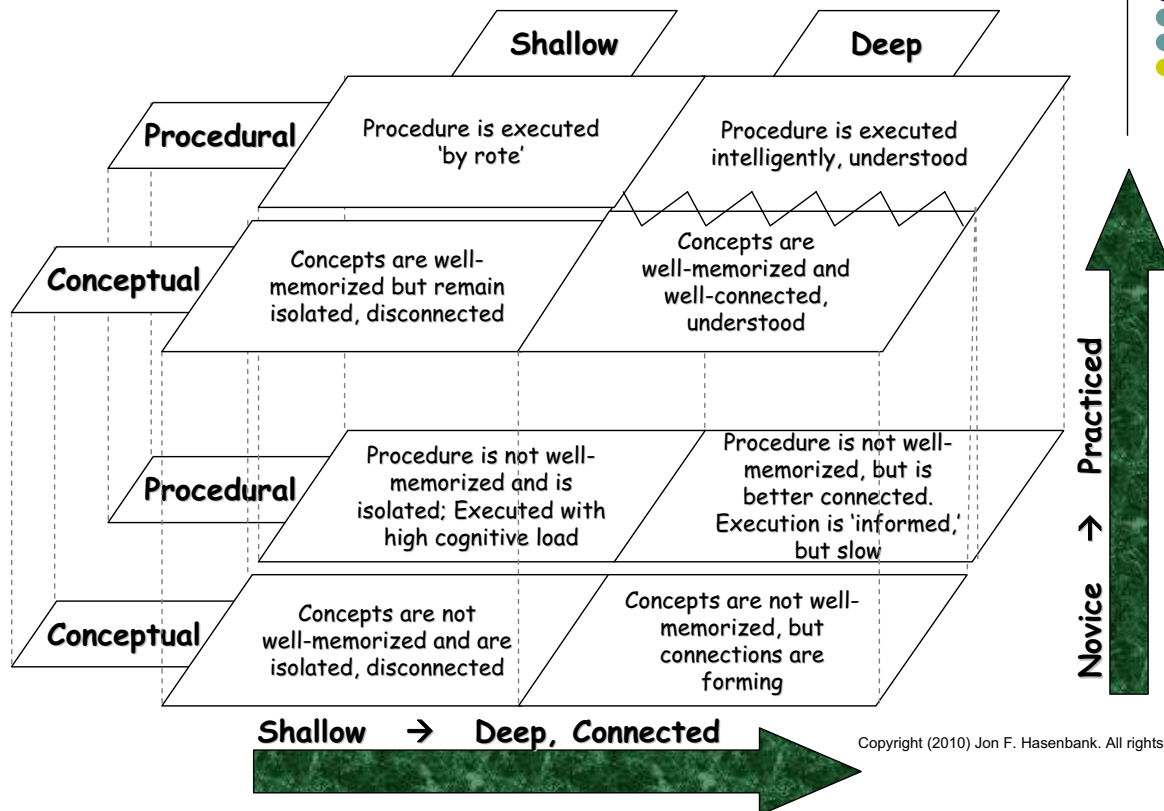 Shallow
Deep
Procedural
Procedure is executed
‘by rote’
Procedure is executed
intelligently, understood
Conceptual
Concepts are well-
memorized but remain
isolated, disconnected
Concepts are
well-memorized and
well-connected,
understood
Procedural
Procedure is not well-
memorized and is
isolated; Executed with
high cognitive load
Procedure is not well-
memorized, but is
better connected.
Execution is ‘informed,’
but slow
Conceptual
Concepts are not
well-memorized and are
isolated, disconnected
Concepts are not well-
memorized, but
connections are
forming
Novice → Practiced
Shallow → Deep, Connected
Copyright (2010) Jon F. Hasenbank. All rights